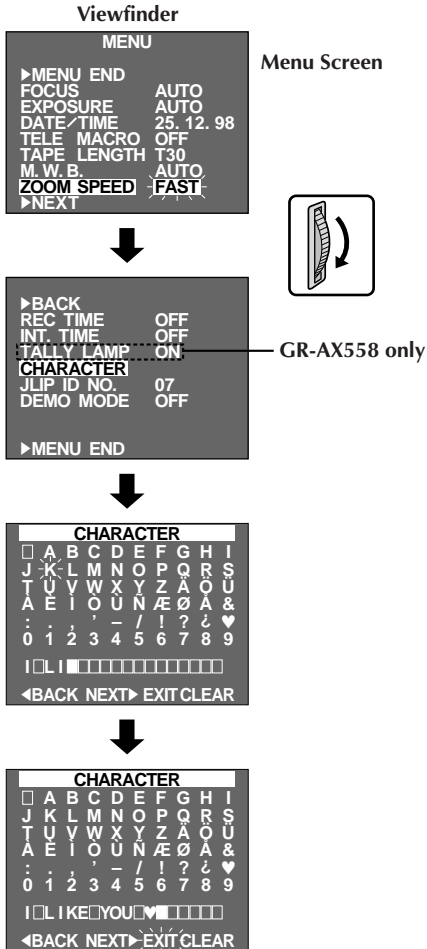 Viewfinder
Menu Screen
MENU
▶MENU END
FOCUS AUTO
EXPOSURE AUTO
DATE/TIME 25. 12. 98
TELE MACRO OFF
TAPE LENGTH T30
M. W. B. AUTO
ZOOM SPEED FAST
▶NEXT
▶BACK
REC TIME OFF
INT. TIME OFF
TALLY LAMP ON
GR-AX558 only
CHARACTER
JLIP ID NO. 07
DEMO MODE OFF
▶MENU END
CHARACTER
□ A B C D E F G H I
J K L M N O P Q R S
T U V W X Y Z Ä Ö Ü
À È Ì Ò Ù Ñ Æ Ø Å &
: . , ’ – / ! ? ¿ ♥
0 1 2 3 4 5 6 7 8 9
I□LI■□□□□□□□□□□□□□
◀BACK NEXT▶ EXIT CLEAR
CHARACTER
□ A B C D E F G H I
J K L M N O P Q R S
T U V W X Y Z Ä Ö Ü
À È Ì Ò Ù Ñ Æ Ø Å &
: . , ’ – / ! ? ¿ ♥
0 1 2 3 4 5 6 7 8 9
I□LIKE□YOU□♥■□□□□□
◀BACK NEXT▶ EXIT CLEAR